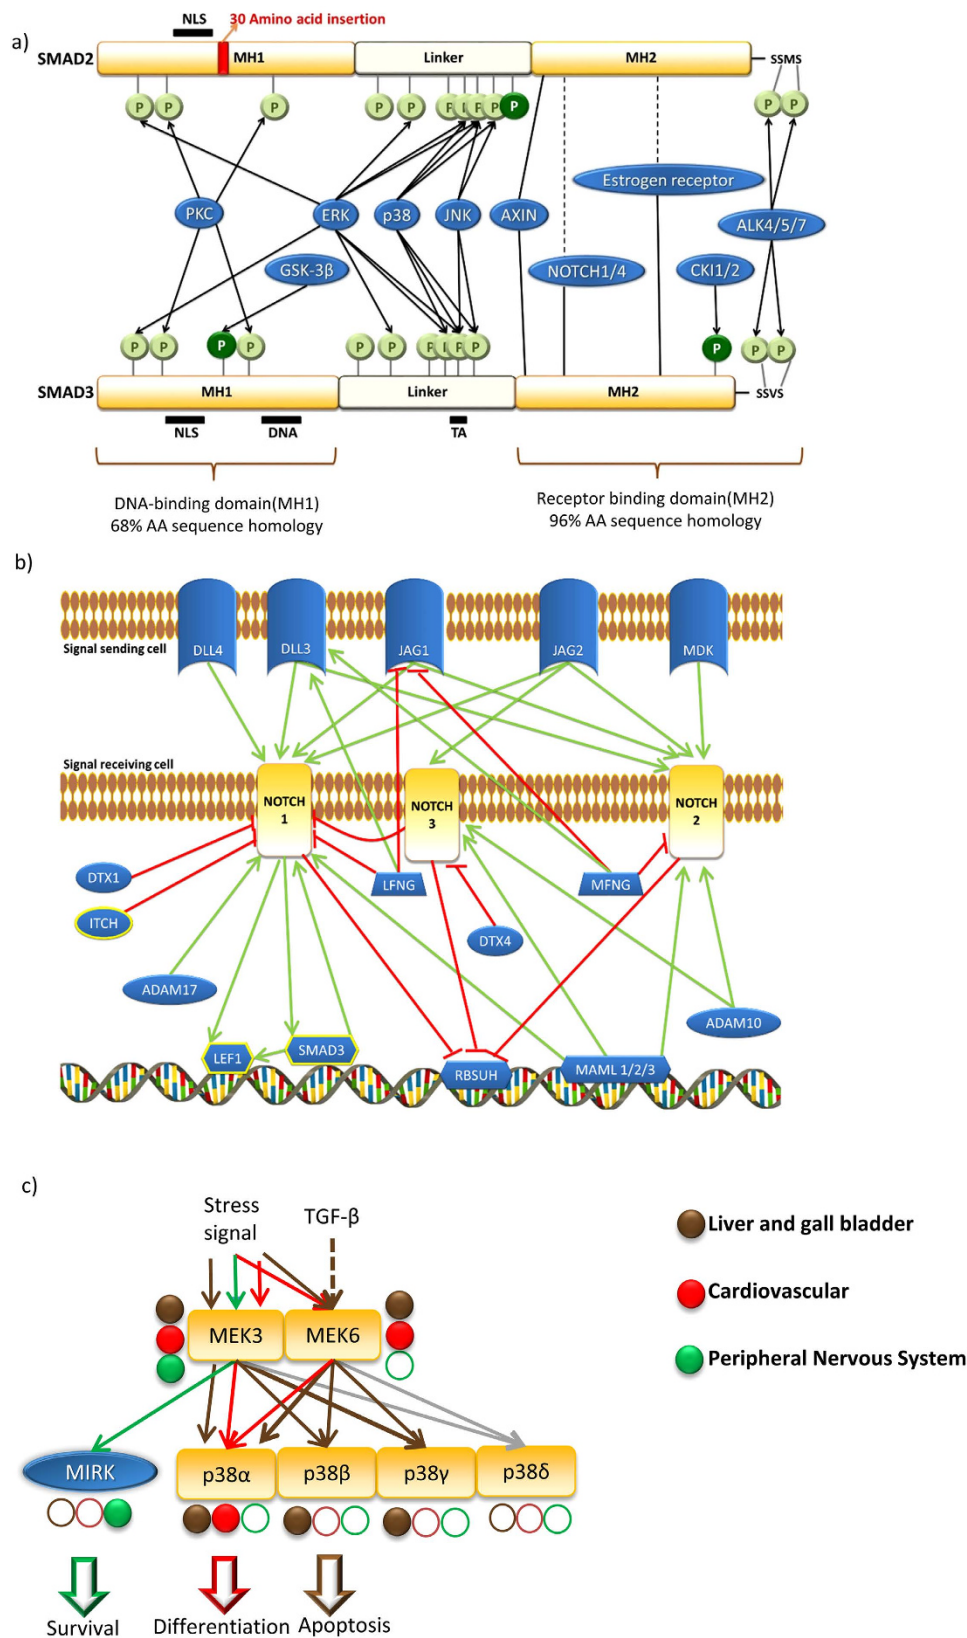 a)
NLS
30 Amino acid insertion
SMAD2
MH1
Linker
MH2
SSMS
P P P P P P P P P P P P
PKC
ERK
p38
JNK
AXIN
Estrogen receptor
ALK4/5/7
GSK-3β
NOTCH1/4
CKI1/2
P P P P P P P P P P P P P
SMAD3
MH1
Linker
MH2
SSVS
NLS
DNA
TA
DNA-binding domain(MH1)
68% AA sequence homology
Receptor binding domain(MH2)
96% AA sequence homology
b)
Signal sending cell
DLL4
DLL3
JAG1
JAG2
MDK
Signal receiving cell
NOTCH
1
NOTCH
3
NOTCH
2
DTX1
LFNG
MFNG
ITCH
DTX4
ADAM17
ADAM10
LEF1
SMAD3
RBSUH
MAML 1/2/3
c)
Stress
signal
TGF-β
Liver and gall bladder
Cardiovascular
Peripheral Nervous System
MEK3
MEK6
MIRK
p38α
p38β
p38γ
p38δ
Survival
Differentiation
Apoptosis